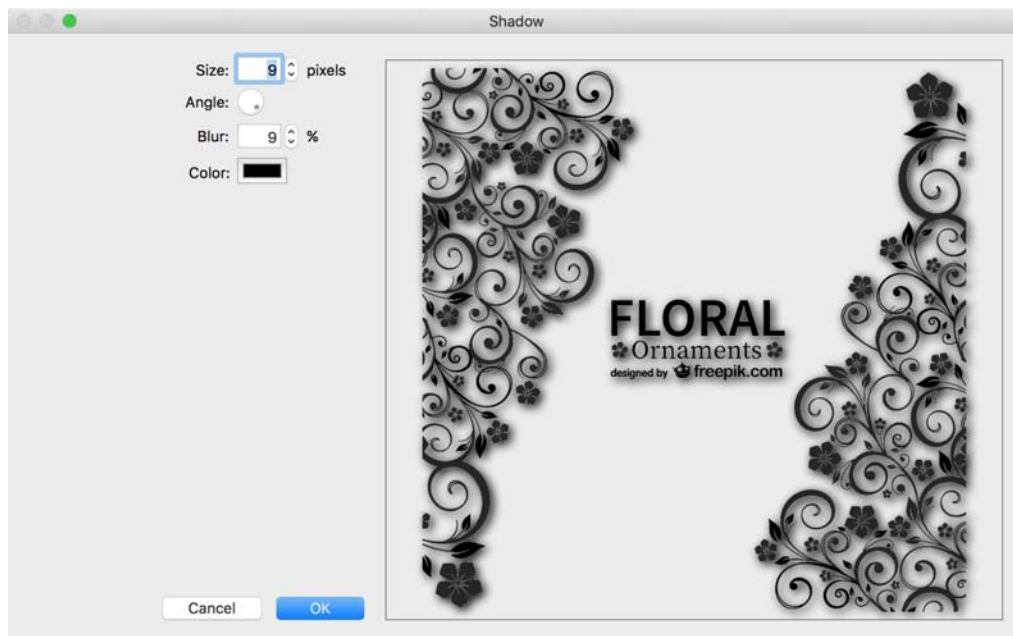 Shadow
Size: 9 pixels
Angle:
Blur: 9 %
Color:
FLORAL
Ornaments
designed by freepik.com
Cancel OK